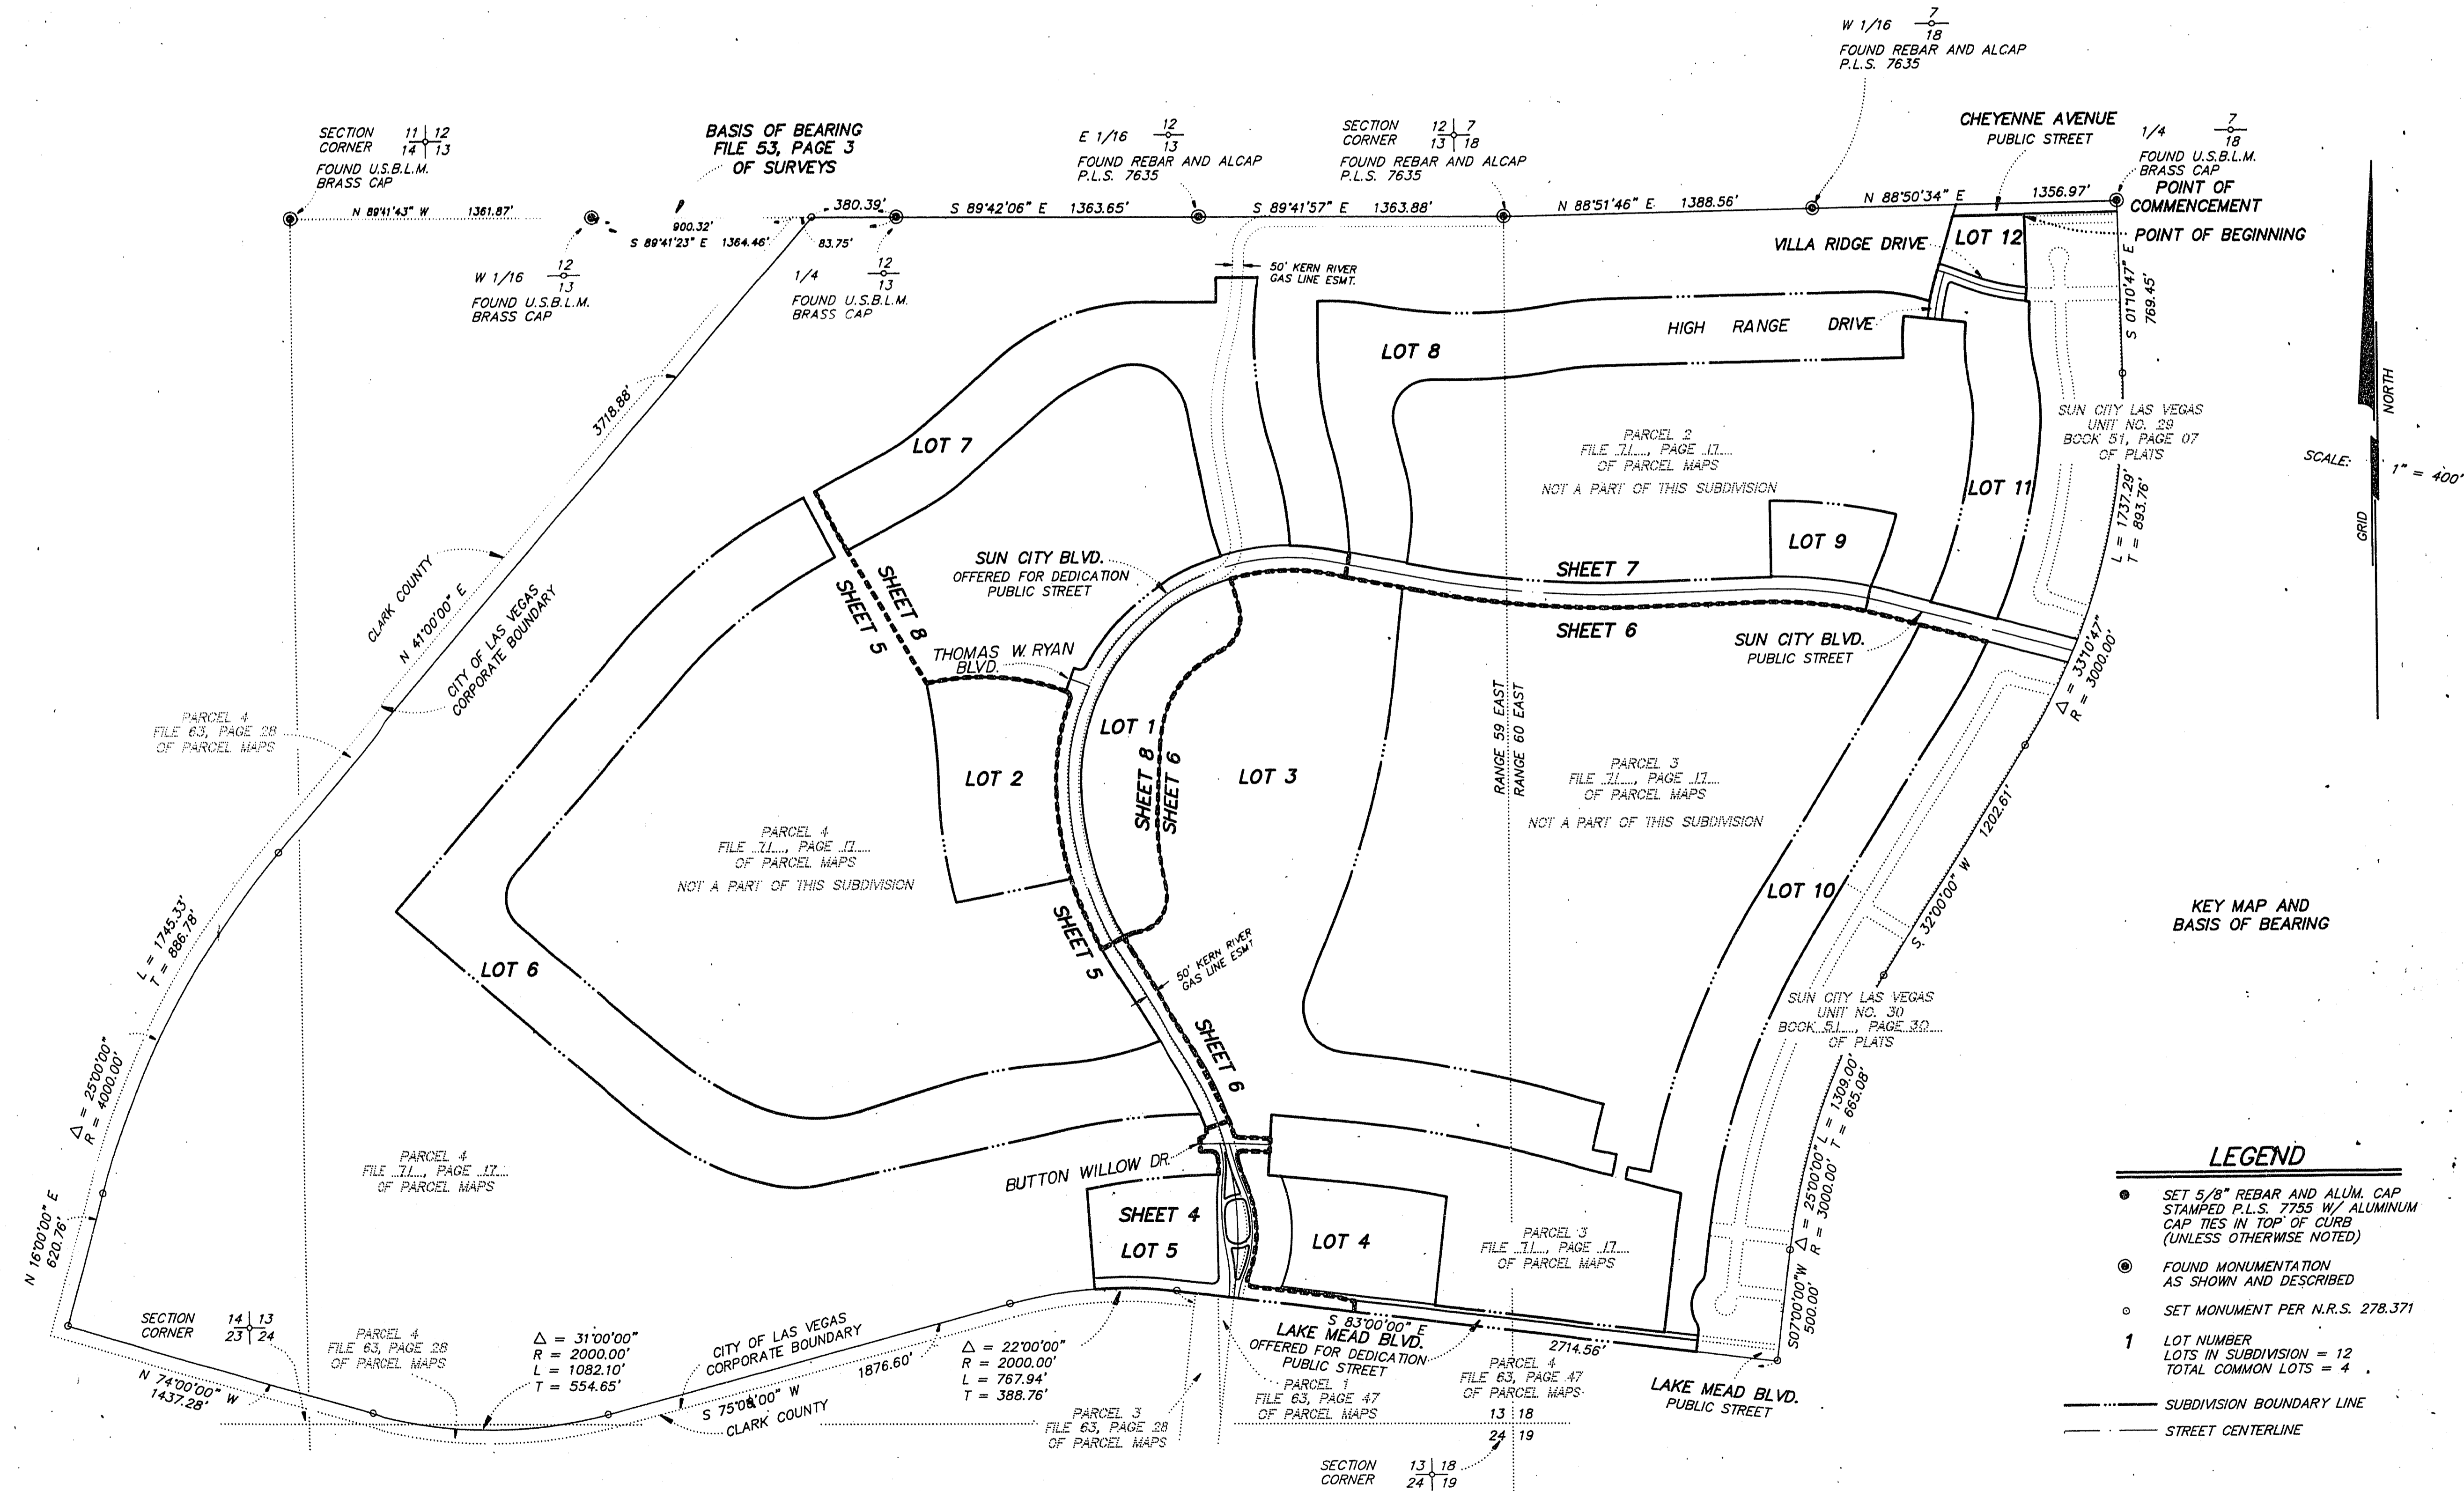 W 1/16
7
18
FOUND REBAR AND ALCAP
P.L.S. 7635
SECTION
CORNER
11 12
14 13
FOUND U.S.B.L.M.
BRASS CAP
BASIS OF BEARING
FILE 53, PAGE 3
OF SURVEYS
E 1/16
12
13
FOUND REBAR AND ALCAP
P.L.S. 7635
SECTION
CORNER
12 7
13 18
FOUND REBAR AND ALCAP
P.L.S. 7635
CHEYENNE AVENUE
PUBLIC STREET
1/4
7
18
FOUND U.S.B.L.M.
BRASS CAP
POINT OF
COMMENCEMENT
POINT OF BEGINNING
N 89°41'43" W 1361.87'
900.32'
S 89°41'23" E 1364.46'
380.39'
83.75'
S 89°42'06" E 1363.65'
S 89°41'57" E 1363.88'
N 88°51'46" E 1388.56'
N 88°50'34" E 1356.97'
W 1/16
12
13
FOUND U.S.B.L.M.
BRASS CAP
1/4
12
13
FOUND U.S.B.L.M.
BRASS CAP
50' KERN RIVER
GAS LINE ESMT.
VILLA RIDGE DRIVE
LOT 12
S 01°10'47" E
769.45'
HIGH RANGE DRIVE
LOT 8
LOT 7
3718.88'
NORTH
GRID
SCALE: 1" = 400'
SUN CITY LAS VEGAS
UNIT NO. 29
BOOK 51, PAGE 07
OF PLATS
PARCEL 2
FILE 71, PAGE 17
OF PARCEL MAPS
NOT A PART OF THIS SUBDIVISION
LOT 11
L = 1737.29'
T = 893.76'
LOT 9
SHEET 7
SHEET 6
SUN CITY BLVD.
OFFERED FOR DEDICATION
PUBLIC STREET
SHEET 8
SHEET 5
THOMAS W. RYAN
BLVD.
CLARK COUNTY
N 41°00'00" E
CITY OF LAS VEGAS
CORPORATE BOUNDARY
SUN CITY BLVD.
PUBLIC STREET
Δ = 33°10'47"
R = 3000.00'
PARCEL 4
FILE 63, PAGE 28
OF PARCEL MAPS
LOT 1
LOT 2
SHEET 8
SHEET 6
LOT 3
RANGE 59 EAST
RANGE 60 EAST
PARCEL 3
FILE 71, PAGE 17
OF PARCEL MAPS
NOT A PART OF THIS SUBDIVISION
1202.61'
S 32°00'00" W
PARCEL 4
FILE 71, PAGE 17
OF PARCEL MAPS
NOT A PART OF THIS SUBDIVISION
LOT 10
KEY MAP AND
BASIS OF BEARING
L = 1745.33'
T = 886.78'
LOT 6
SHEET 5
50' KERN RIVER
GAS LINE ESMT
SHEET 6
SUN CITY LAS VEGAS
UNIT NO. 30
BOOK 51, PAGE 30
OF PLATS
Δ = 25°00'00"
R = 4000.00'
Δ = 25°00'00" L = 1309.00'
R = 3000.00' T = 665.08'
PARCEL 4
FILE 71, PAGE 17
OF PARCEL MAPS
BUTTON WILLOW DR.
N 16°00'00" E
620.76'
SHEET 4
LOT 5
LOT 4
PARCEL 3
FILE 71, PAGE 17
OF PARCEL MAPS
S07°00'00"W
500.00'
SECTION
CORNER
14 13
23 24
PARCEL 4
FILE 63, PAGE 28
OF PARCEL MAPS
N 74°00'00" W
1437.28'
Δ = 31°00'00"
R = 2000.00'
L = 1082.10'
T = 554.65'
CITY OF LAS VEGAS
CORPORATE BOUNDARY
S 75°00'00" W
1876.60'
CLARK COUNTY
Δ = 22°00'00"
R = 2000.00'
L = 767.94'
T = 388.76'
S 83°00'00" E
2714.56'
LAKE MEAD BLVD.
OFFERED FOR DEDICATION
PUBLIC STREET
PARCEL 1
FILE 63, PAGE 47
OF PARCEL MAPS
PARCEL 3
FILE 63, PAGE 28
OF PARCEL MAPS
PARCEL 4
FILE 63, PAGE 47
OF PARCEL MAPS
13 18
24 19
SECTION
CORNER
13 18
24 19
LAKE MEAD BLVD.
PUBLIC STREET
LEGEND
SET 5/8" REBAR AND ALUM. CAP
STAMPED P.L.S. 7755 W/ ALUMINUM
CAP TIES IN TOP OF CURB
(UNLESS OTHERWISE NOTED)
FOUND MONUMENTATION
AS SHOWN AND DESCRIBED
SET MONUMENT PER N.R.S. 278.371
1 LOT NUMBER
LOTS IN SUBDIVISION = 12
TOTAL COMMON LOTS = 4
SUBDIVISION BOUNDARY LINE
STREET CENTERLINE